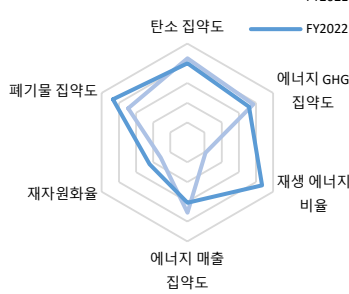 FY2022
탄소 집약도
에너지 GHG
집약도
폐기물 집약도
재생 에너지
비율
재자원화율
에너지 매출
집약도